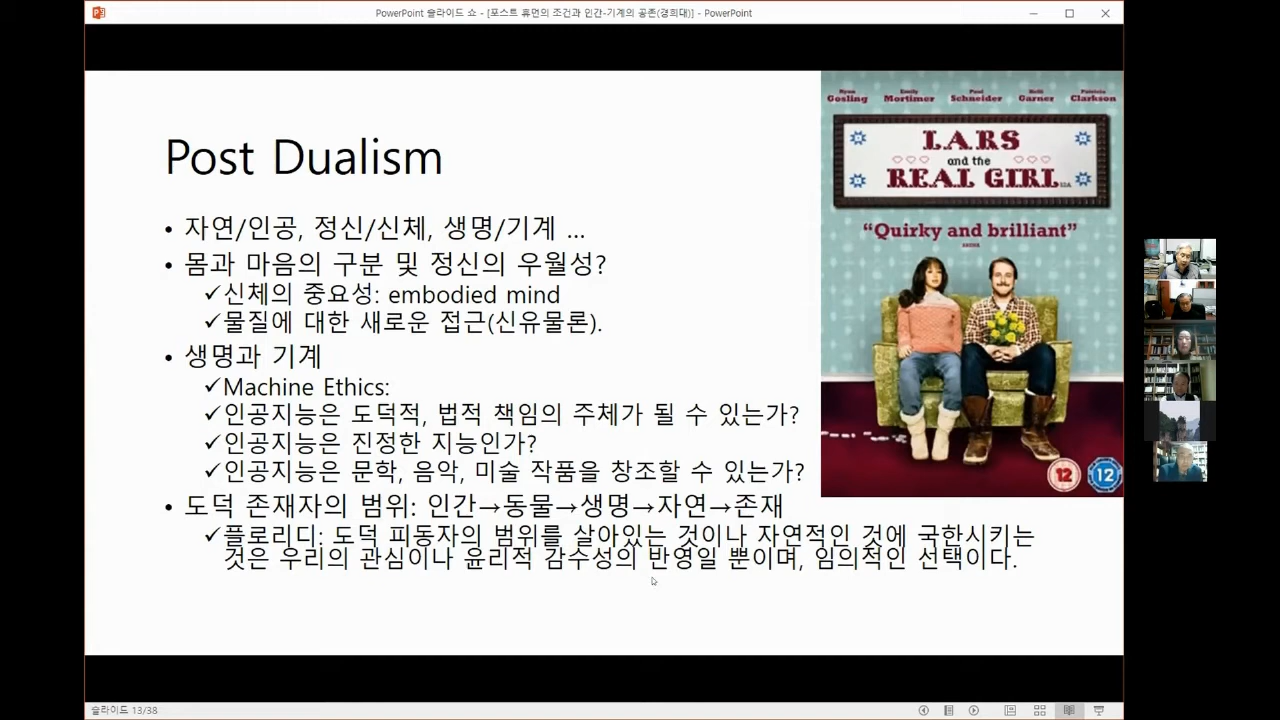 PowerPoint 슬라이드 쇼 - [포스트 휴먼의 조건과 인간-기계의 공존(경희대)] - PowerPoint
Post Dualism
• 자연/인공, 정신/신체, 생명/기계 ...
• 몸과 마음의 구분 및 정신의 우월성?
✓신체의 중요성: embodied mind
✓물질에 대한 새로운 접근(신유물론).
• 생명과 기계
✓Machine Ethics:
✓인공지능은 도덕적, 법적 책임의 주체가 될 수 있는가?
✓인공지능은 진정한 지능인가?
✓인공지능은 문학, 음악, 미술 작품을 창조할 수 있는가?
• 도덕 존재자의 범위: 인간→동물→생명→자연→존재
✓플로리디: 도덕 피동자의 범위를 살아있는 것이나 자연적인 것에 국한시키는
것은 우리의 관심이나 윤리적 감수성의 반영일 뿐이며, 임의적인 선택이다.
Ryan Gosling Emily Mortimer Paul Schneider Kelli Garner Patricia Clarkson
LARS
and the
REAL GIRL
“Quirky and brilliant”
12 12
슬라이드 13/38